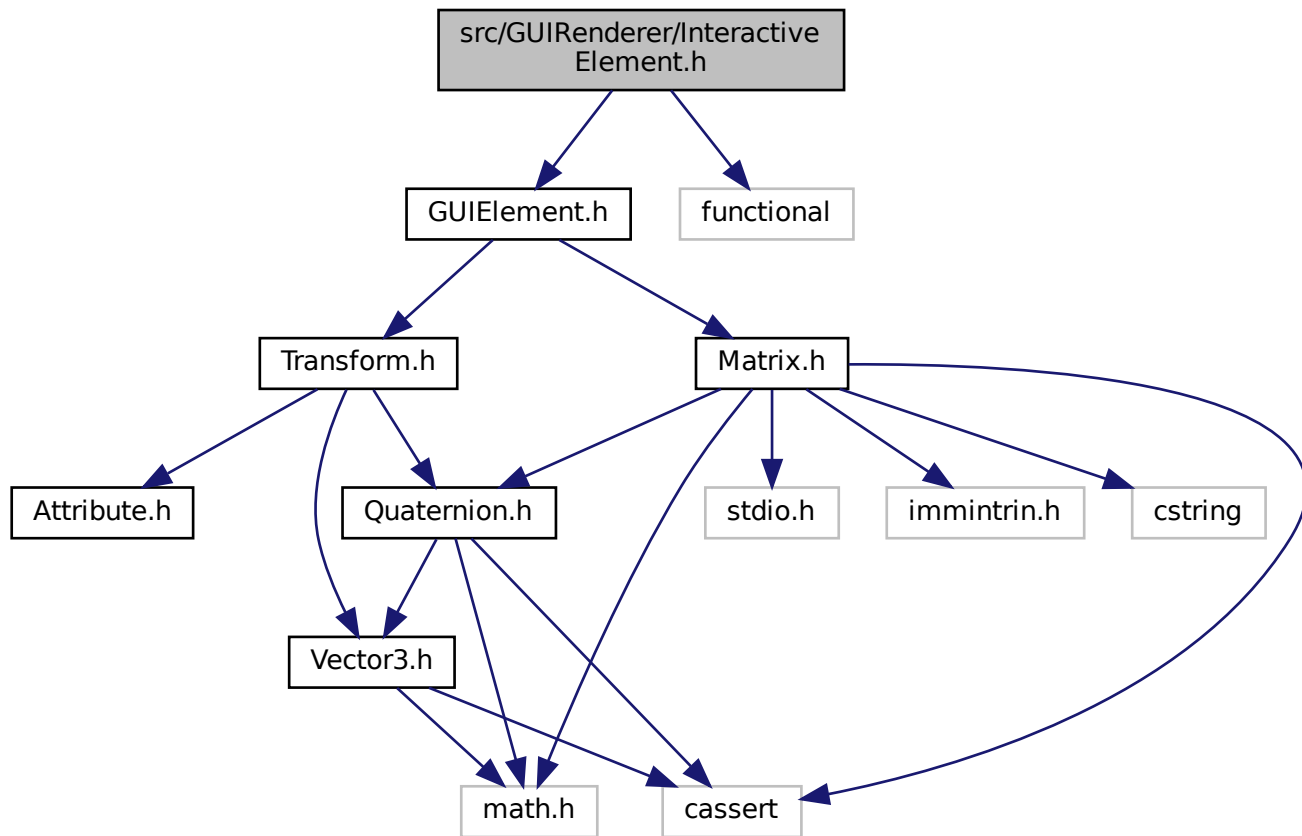 src/GUIRenderer/Interactive
Element.h
GUIElement.h
functional
Transform.h
Matrix.h
Attribute.h
Quaternion.h
stdio.h
immintrin.h
cstring
Vector3.h
math.h
cassert